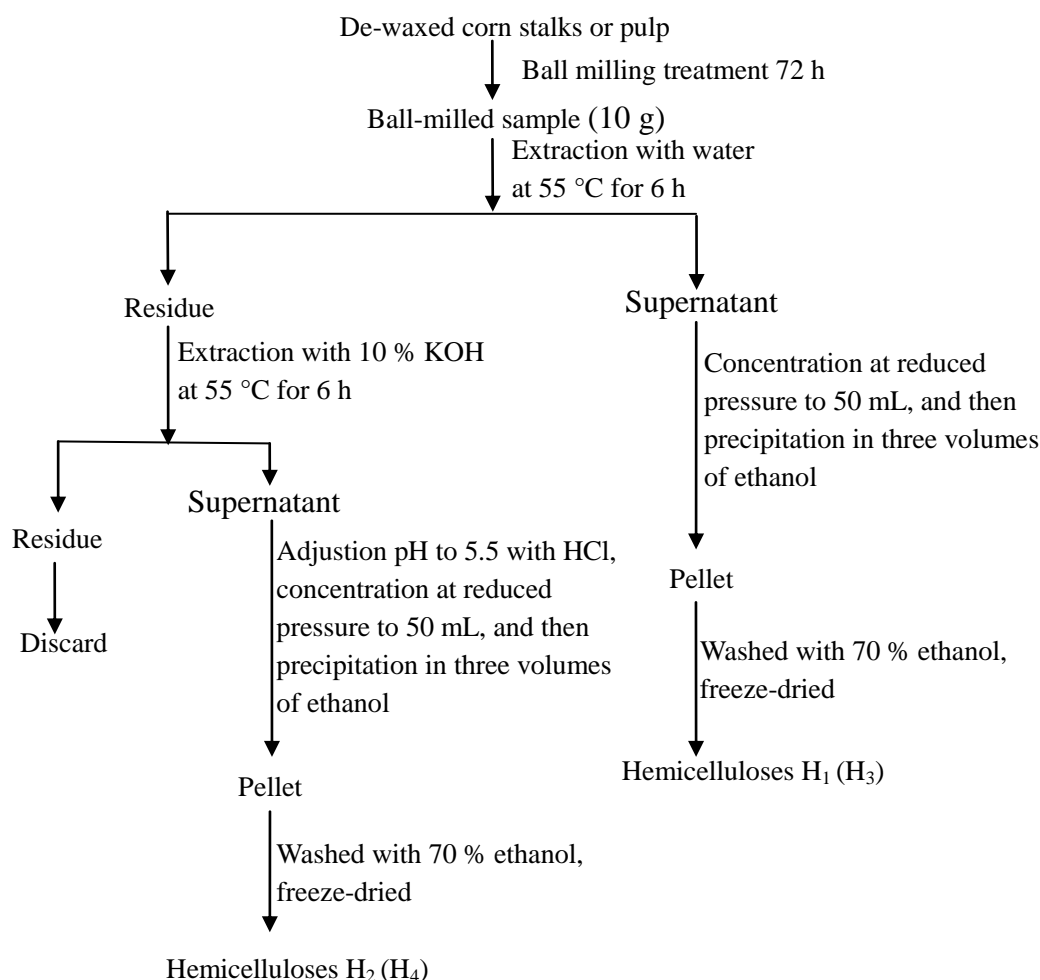 De-waxed corn stalks or pulp
Ball milling treatment 72 h
Ball-milled sample (10 g)
Extraction with water
at 55 °C for 6 h
Residue
Extraction with 10 % KOH
at 55 °C for 6 h
Residue
Discard
Supernatant
Adjustion pH to 5.5 with HCl,
concentration at reduced
pressure to 50 mL, and then
precipitation in three volumes
of ethanol
Pellet
Washed with 70 % ethanol,
freeze-dried
Hemicelluloses H₂ (H₄)
Supernatant
Concentration at reduced
pressure to 50 mL, and then
precipitation in three volumes
of ethanol
Pellet
Washed with 70 % ethanol,
freeze-dried
Hemicelluloses H₁ (H₃)